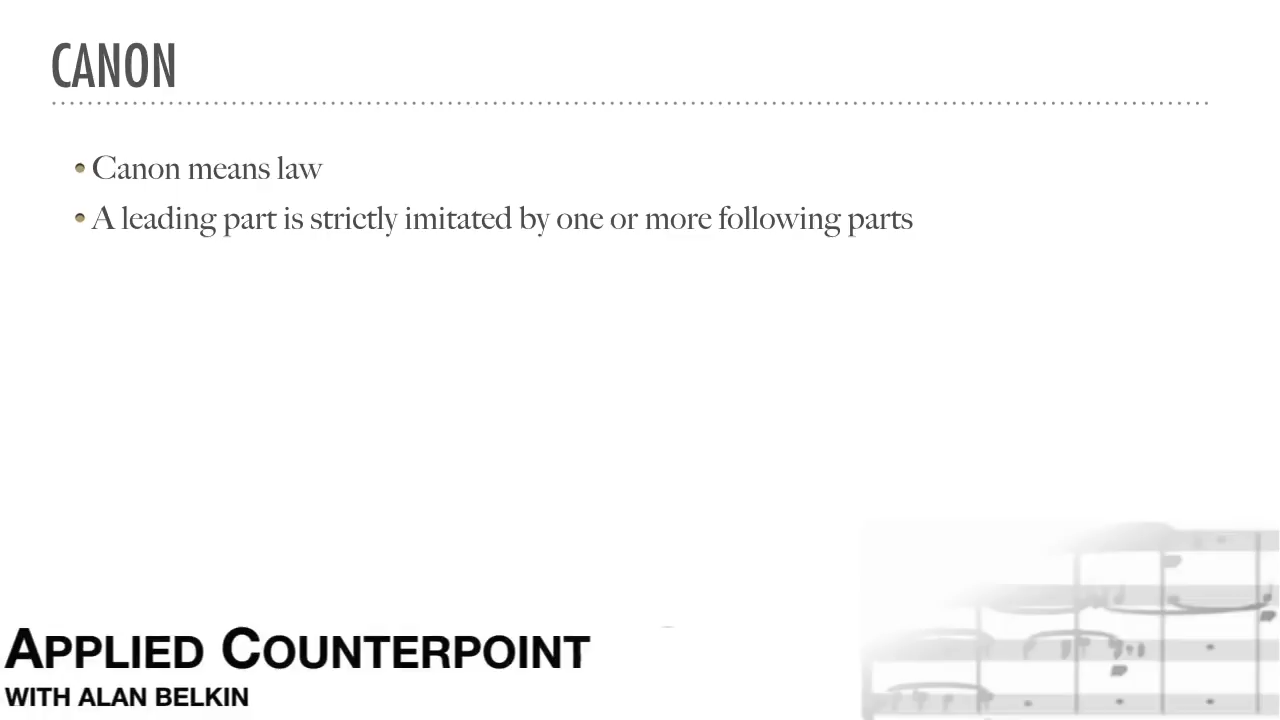 CANON
• Canon means law
• A leading part is strictly imitated by one or more following parts
APPLIED COUNTERPOINT
WITH ALAN BELKIN